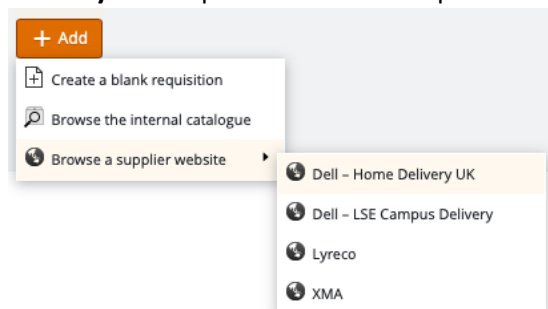 + Add
Create a blank requisition
Browse the internal catalogue
Browse a supplier website
Dell – Home Delivery UK
Dell – LSE Campus Delivery
Lyreco
XMA